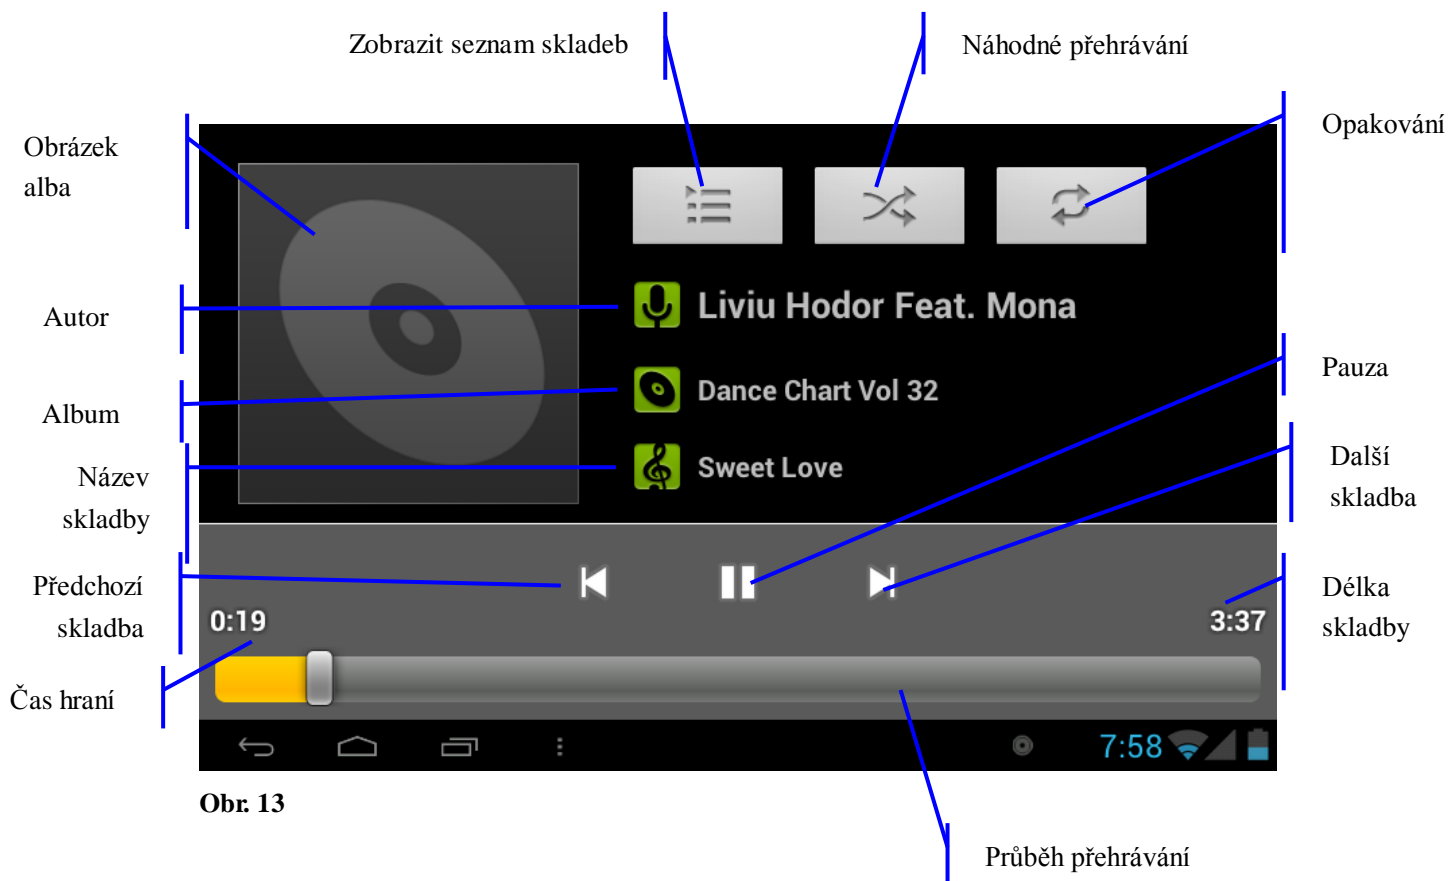 Zobrazit seznam skladeb
Náhodné přehrávání
Opakování
Obrázek
alba
Autor
Liviu Hodor Feat. Mona
Pauza
Album
Dance Chart Vol 32
Název
skladby
Sweet Love
Další
skladba
Předchozí
skladba
0:19
3:37
Délka
skladby
Čas hraní
7:58
Obr. 13
Průběh přehrávání